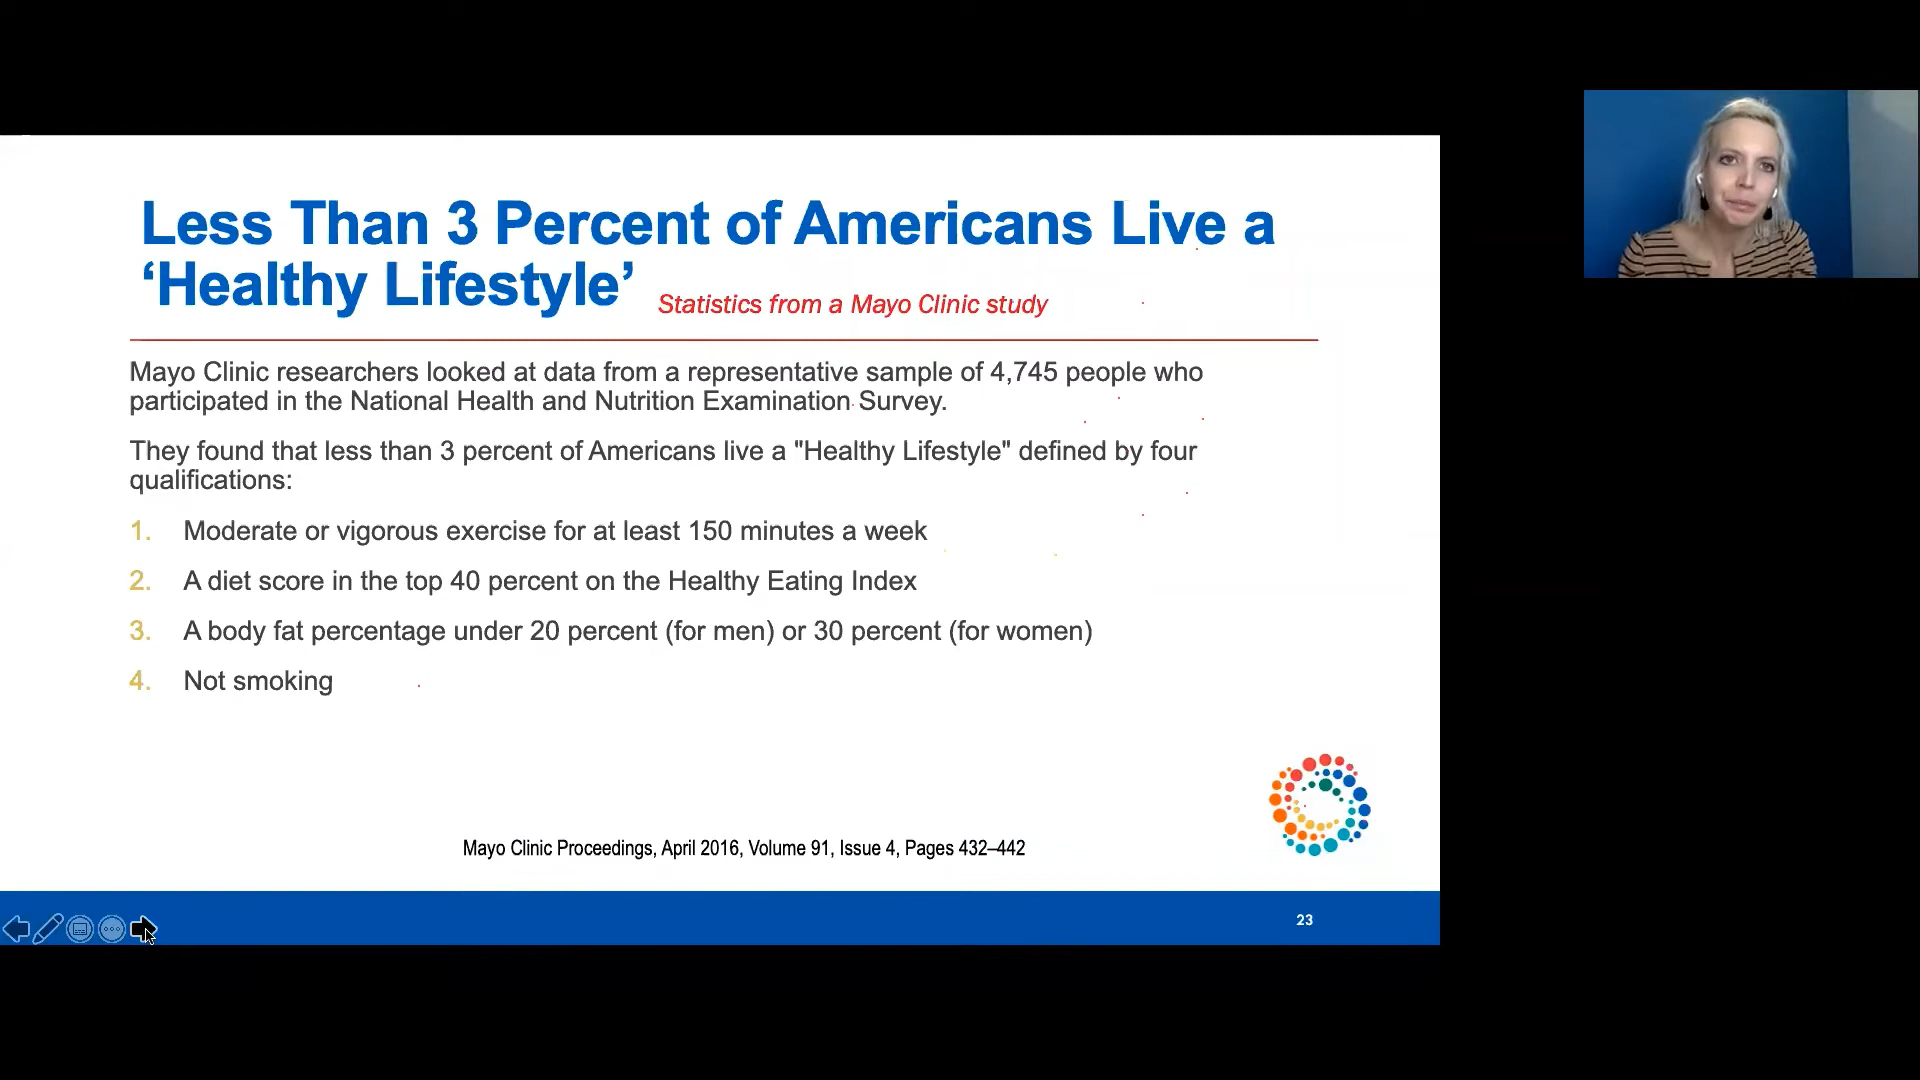 Less Than 3 Percent of Americans Live a
‘Healthy Lifestyle’ Statistics from a Mayo Clinic study
Mayo Clinic researchers looked at data from a representative sample of 4,745 people who
participated in the National Health and Nutrition Examination Survey.
They found that less than 3 percent of Americans live a "Healthy Lifestyle" defined by four
qualifications:
1. Moderate or vigorous exercise for at least 150 minutes a week
2. A diet score in the top 40 percent on the Healthy Eating Index
3. A body fat percentage under 20 percent (for men) or 30 percent (for women)
4. Not smoking
Mayo Clinic Proceedings, April 2016, Volume 91, Issue 4, Pages 432–442
23